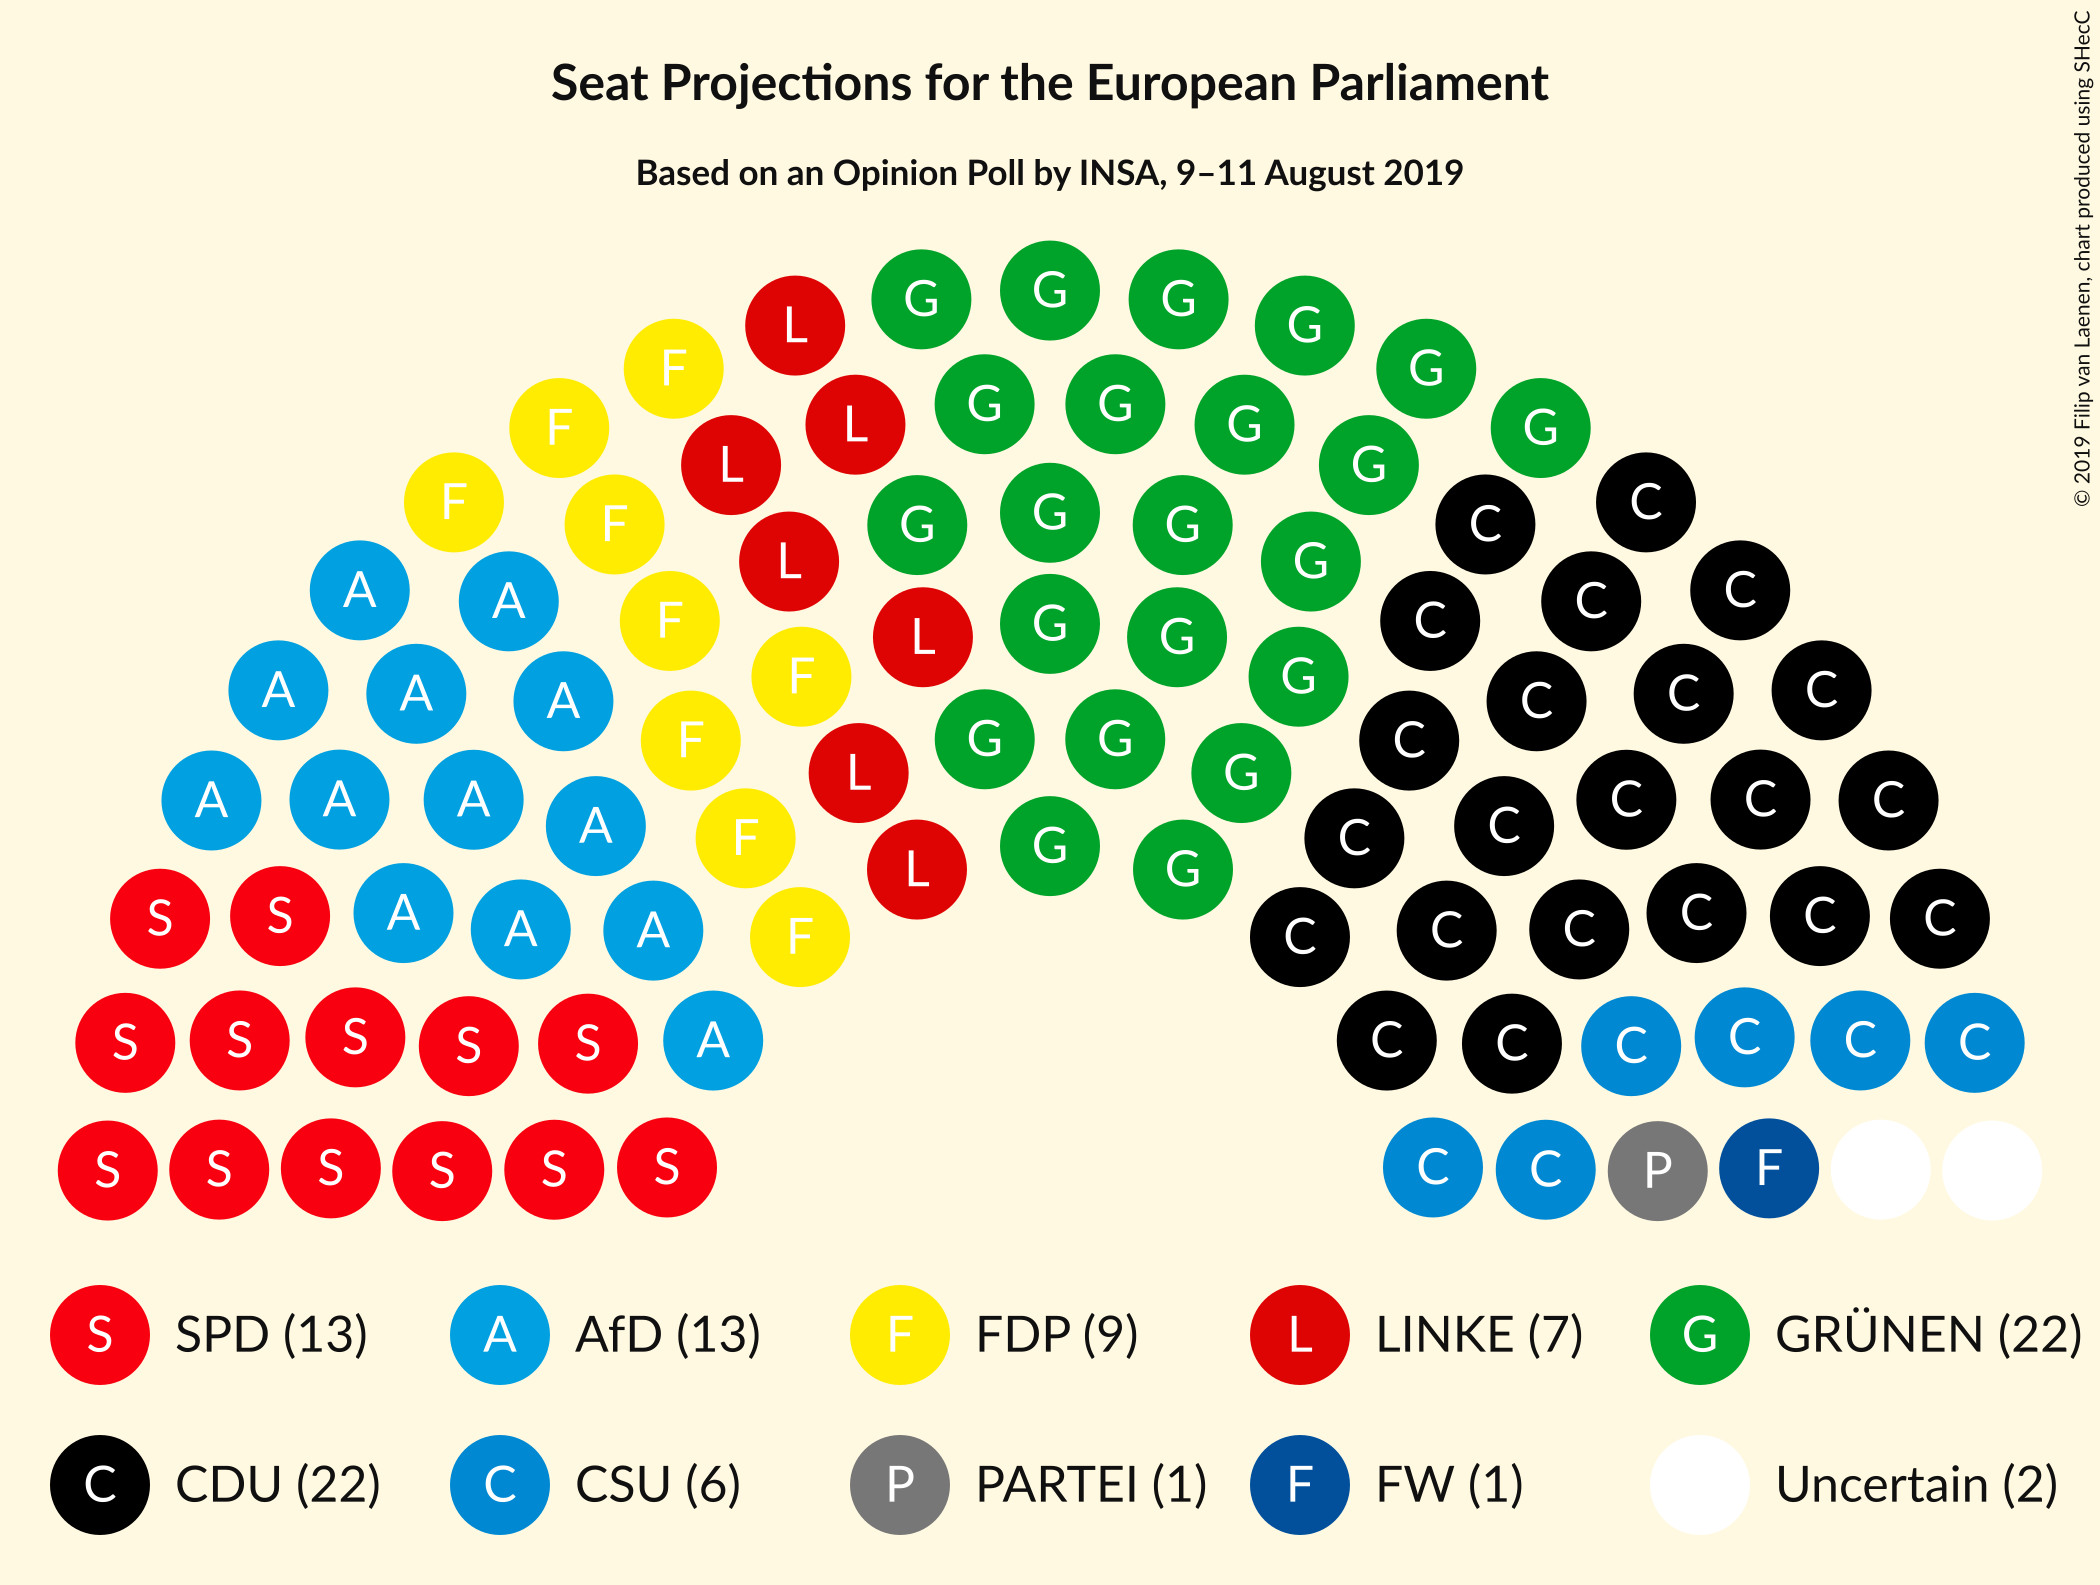 Seat Projections for the European Parliament
Based on an Opinion Poll by INSA, 9–11 August 2019
© 2019 Filip van Laenen, chart produced using SHecC
G
G G
L G
F G
F L G G
L G G G
F F G C C
L G G G
A A F L G G C C C
F G
A A A F G G C C C
F L G C
A A A A F G C C C C C
L G
S S A A A F C C C C C C
S S S S S A C C C C C C
S S S S S S C C P F
S SPD (13) A AfD (13) F FDP (9) L LINKE (7) G GRÜNEN (22)
C CDU (22) C CSU (6) P PARTEI (1) F FW (1) Uncertain (2)